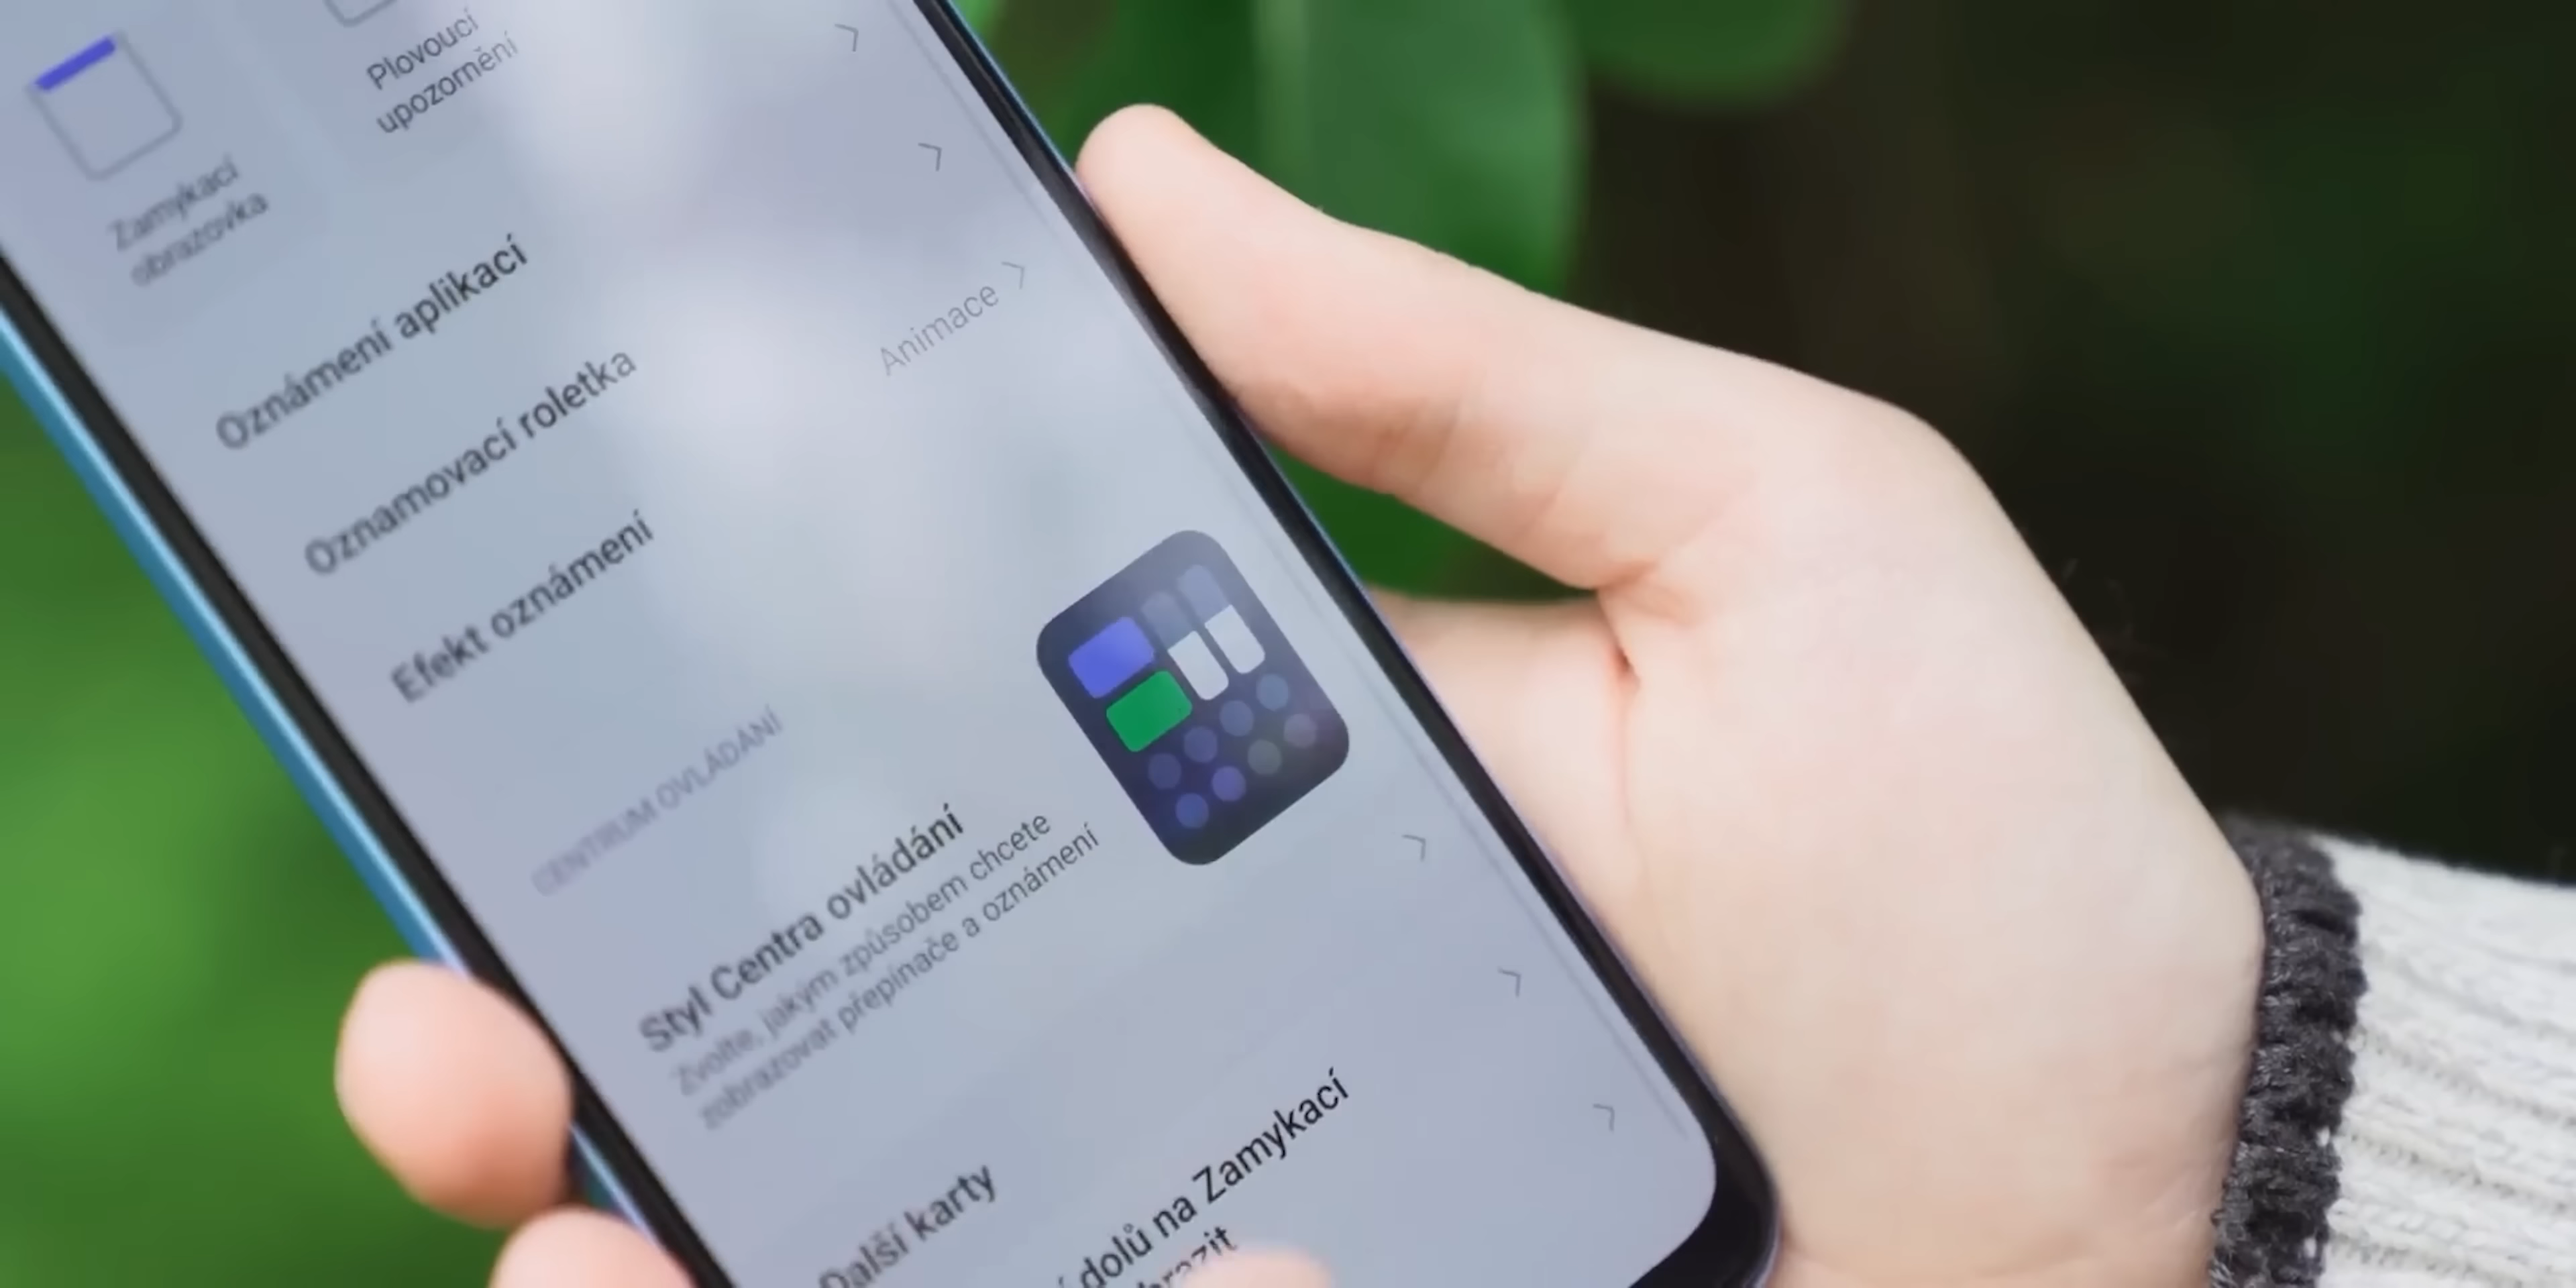 Plovoucí
upozornění
Zamykací
obrazovka
Oznámení aplikací
Oznamovací roletka
Efekt oznámení
Animace
CENTRUM OVLÁDÁNÍ
Styl Centra ovládání
Zvolte, jakým způsobem chcete
zobrazovat přepínače a oznámení
Další karty
dolů na Zamykací